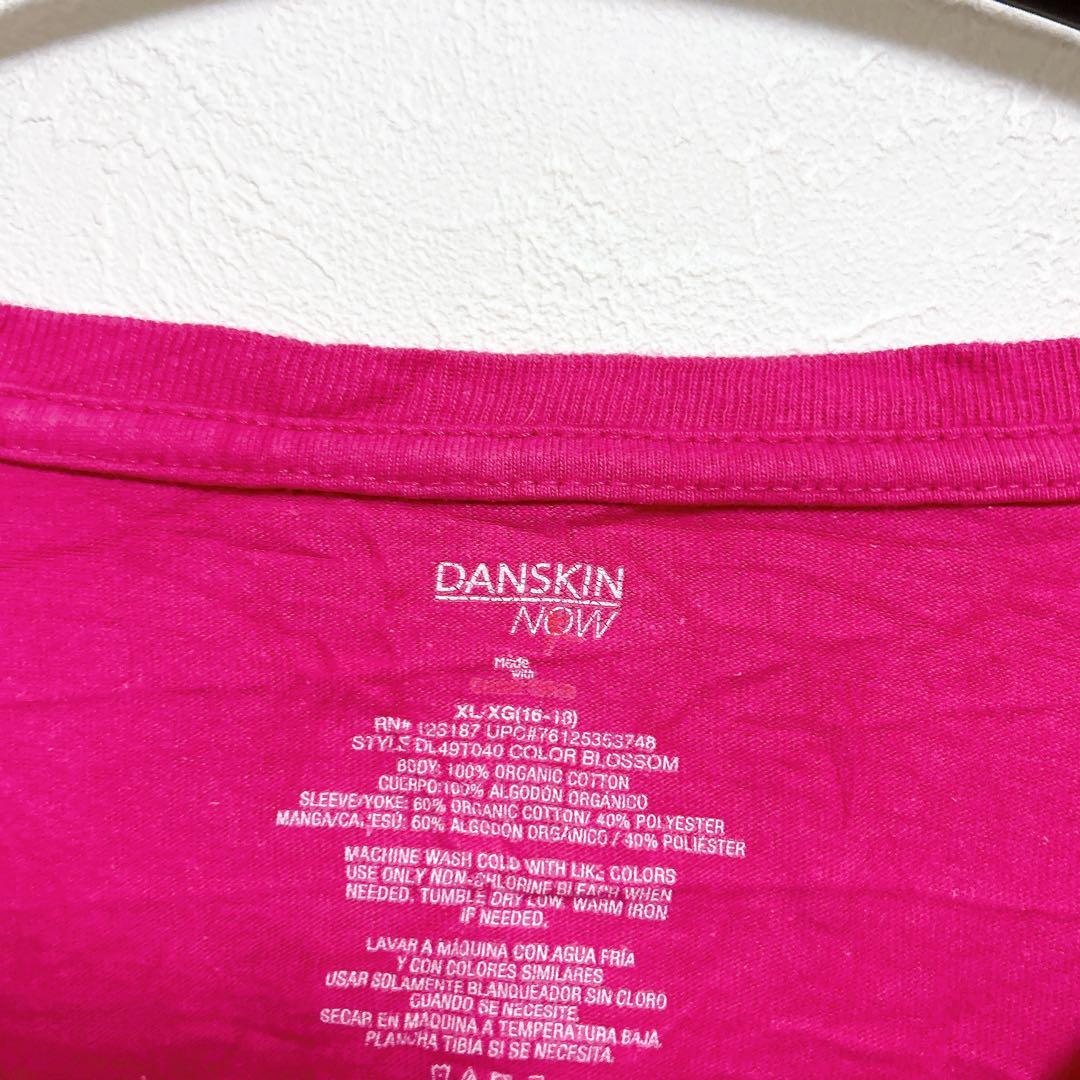 DANSKIN
NOW
Made
with
XL/XG(16-18)
RN# 123187 UPC#76125353748
STYLE DL49T040 COLOR BLOSSOM
BODY: 100% ORGANIC COTTON
CUERPO:100% ALGODÓN ORGÁNICO
SLEEVE/YOKE: 60% ORGANIC COTTON/ 40% POLYESTER
MANGA/CANESÚ: 60% ALGODÓN ORGÁNICO / 40% POLIÉSTER
MACHINE WASH COLD WITH LIKE COLORS
USE ONLY NON-CHLORINE BLEACH WHEN
NEEDED. TUMBLE DRY LOW. WARM IRON
IF NEEDED.
LAVAR A MÁQUINA CON AGUA FRÍA
Y CON COLORES SIMILARES
USAR SOLAMENTE BLANQUEADOR SIN CLORO
CUANDO SE NECESITE.
SECAR EN MÁQUINA A TEMPERATURA BAJA.
PLANCHA TIBIA SI SE NECESITA.